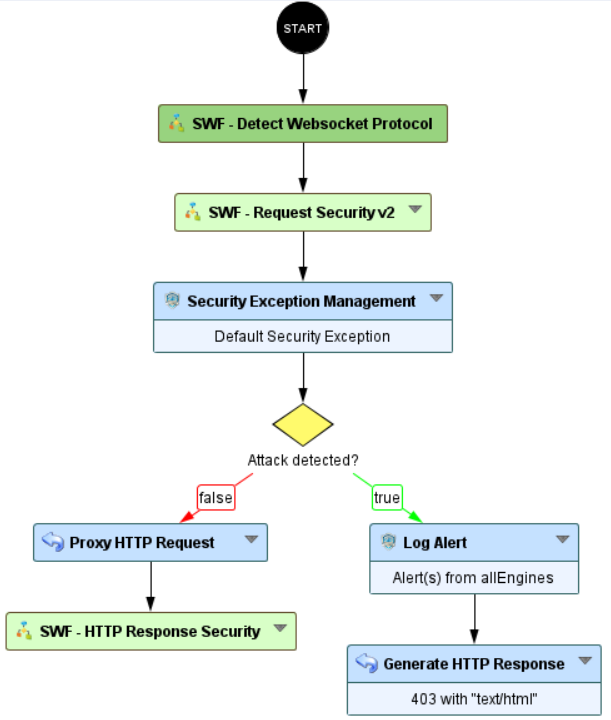 START
SWF - Detect Websocket Protocol
SWF - Request Security v2
Security Exception Management
Default Security Exception
Attack detected?
false
true
Proxy HTTP Request
Log Alert
Alert(s) from allEngines
SWF - HTTP Response Security
Generate HTTP Response
403 with "text/html"